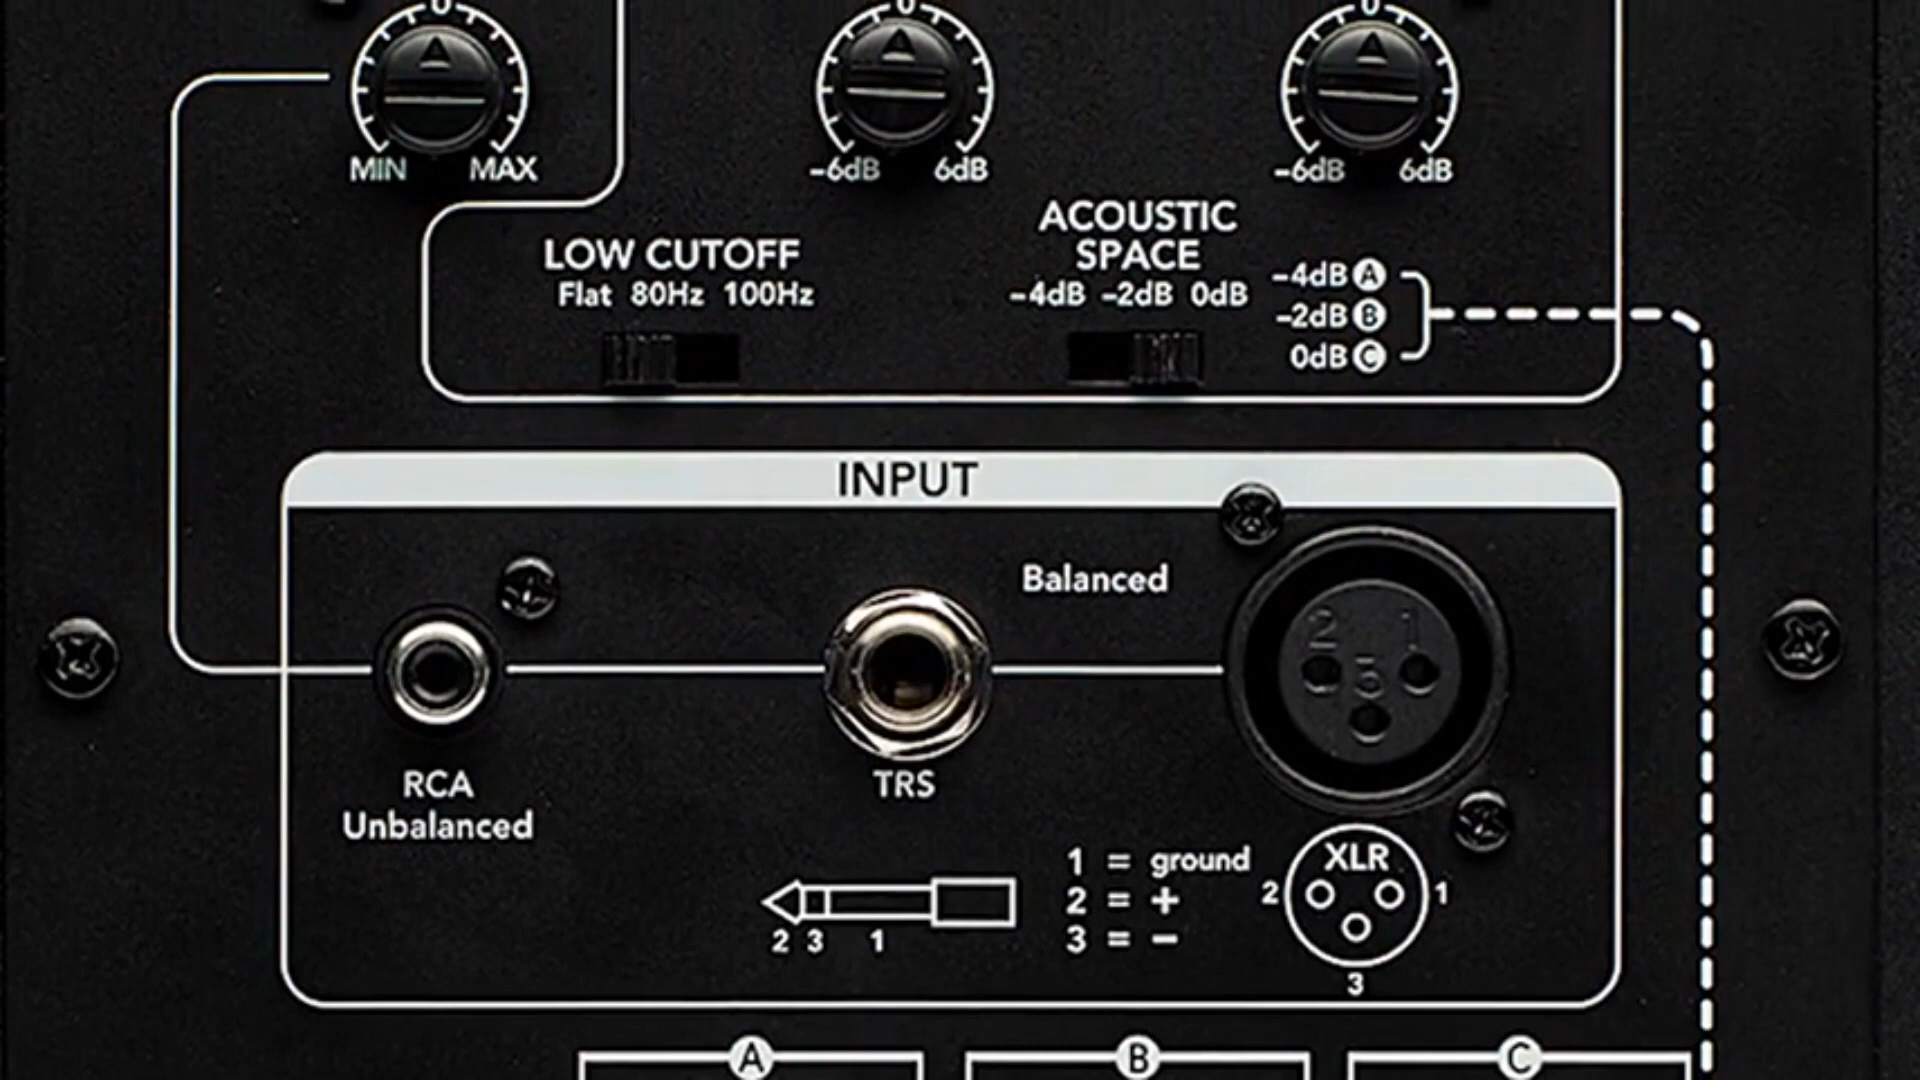 0
0
0
MIN MAX
-6dB 6dB
-6dB 6dB
LOW CUTOFF
Flat 80Hz 100Hz
ACOUSTIC
SPACE
-4dB -2dB 0dB
-4dB A
-2dB B
0dB C
INPUT
Balanced
2 1
RCA
Unbalanced
TRS
2 3 1
1 = ground
2 = +
3 = -
XLR
2 1
3
A B C